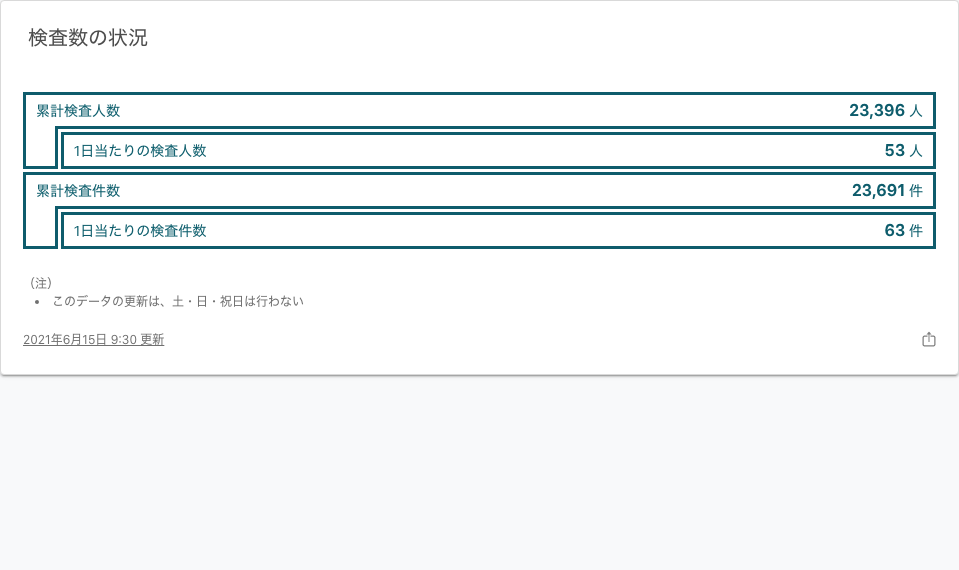 検査数の状況
累計検査人数 23,396 人
1日当たりの検査人数 53 人
累計検査件数 23,691 件
1日当たりの検査件数 63 件
（注）
• このデータの更新は、土・日・祝日は行わない
2021年6月15日 9:30 更新